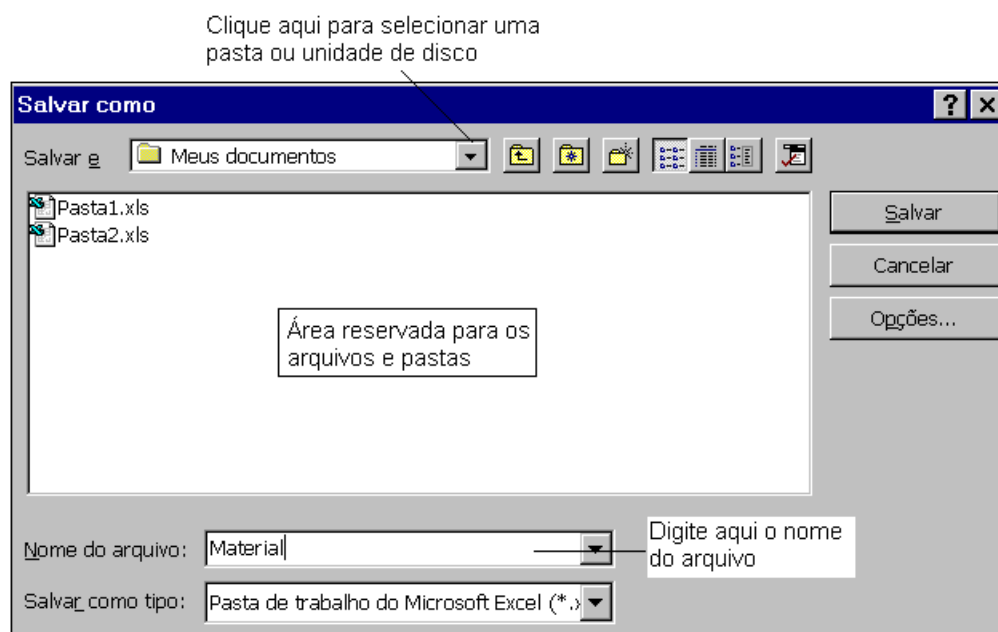 Clique aqui para selecionar uma
pasta ou unidade de disco
Salvar como
Salvar e
Meus documentos
Pasta1.xls
Pasta2.xls
Salvar
Cancelar
Opções...
Área reservada para os
arquivos e pastas
Nome do arquivo:
Material
Digite aqui o nome
do arquivo
Salvar como tipo:
Pasta de trabalho do Microsoft Excel (*.